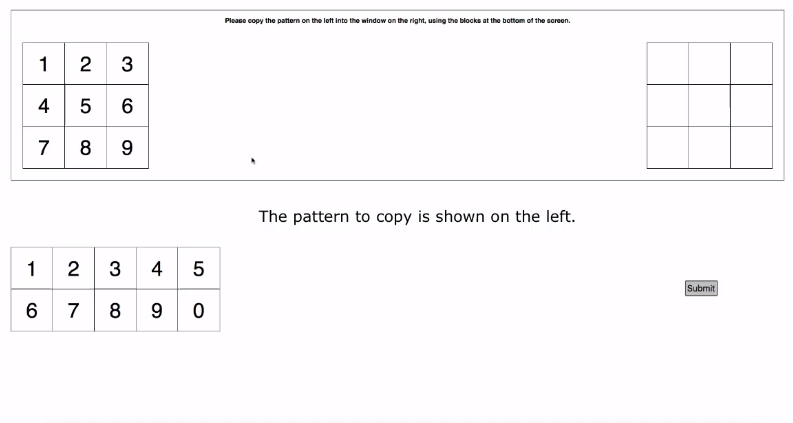 Please copy the pattern on the left into the window on the right, using the blocks at the bottom of the screen.
1 2 3
4 5 6
7 8 9
The pattern to copy is shown on the left.
1 2 3 4 5
6 7 8 9 0
Submit